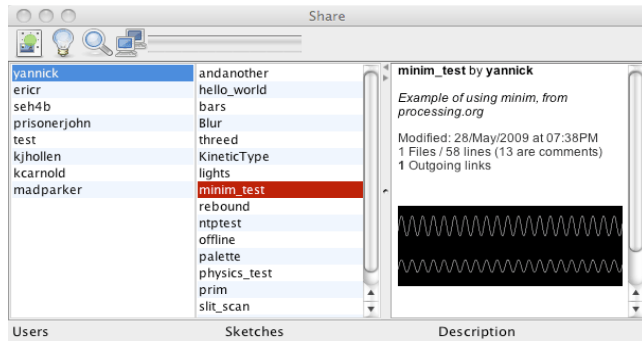 Share
yannick
ericr
seh4b
prisonerjohn
test
kjhollen
kcarnold
madparker
andanother
hello_world
bars
Blur
threed
KineticType
lights
minim_test
rebound
ntptest
offline
palette
physics_test
prim
slit_scan
minim_test by yannick
Example of using minim, from
processing.org
Modified: 28/May/2009 at 07:38PM
1 Files / 58 lines (13 are comments)
1 Outgoing links
Users
Sketches
Description